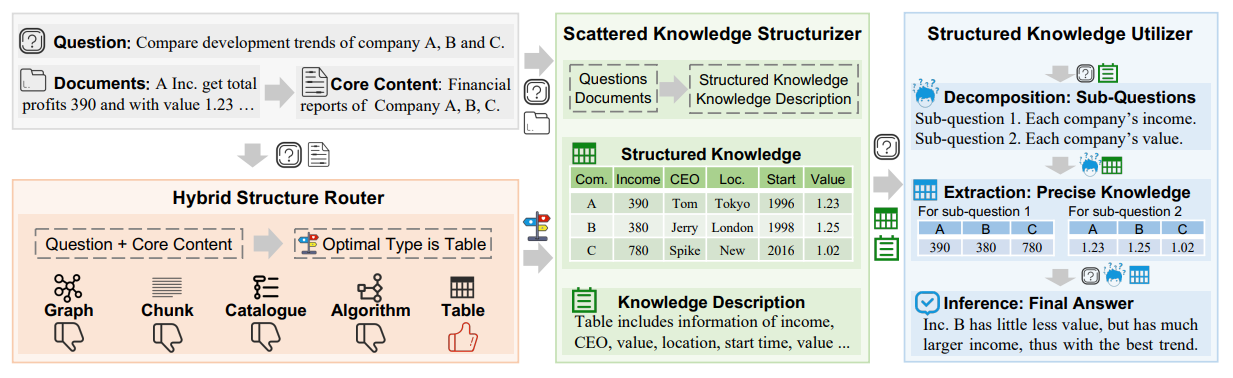 Question: Compare development trends of company A, B and C.
Documents: A Inc. get total
profits 390 and with value 1.23 ...
Core Content: Financial
reports of Company A, B, C.
Hybrid Structure Router
Question + Core Content
Optimal Type is Table
Graph
Chunk
Catalogue
Algorithm
Table
Scattered Knowledge Structurizer
Questions
Documents
Structured Knowledge
Knowledge Description
Structured Knowledge
Com. Income CEO Loc. Start Value
A 390 Tom Tokyo 1996 1.23
B 380 Jerry London 1998 1.25
C 780 Spike New 2016 1.02
Knowledge Description
Table includes information of income,
CEO, value, location, start time, value ...
Structured Knowledge Utilizer
Decomposition: Sub-Questions
Sub-question 1. Each company's income.
Sub-question 2. Each company's value.
Extraction: Precise Knowledge
For sub-question 1
A B C
390 380 780
For sub-question 2
A B C
1.23 1.25 1.02
Inference: Final Answer
Inc. B has little less value, but has much
larger income, thus with the best trend.